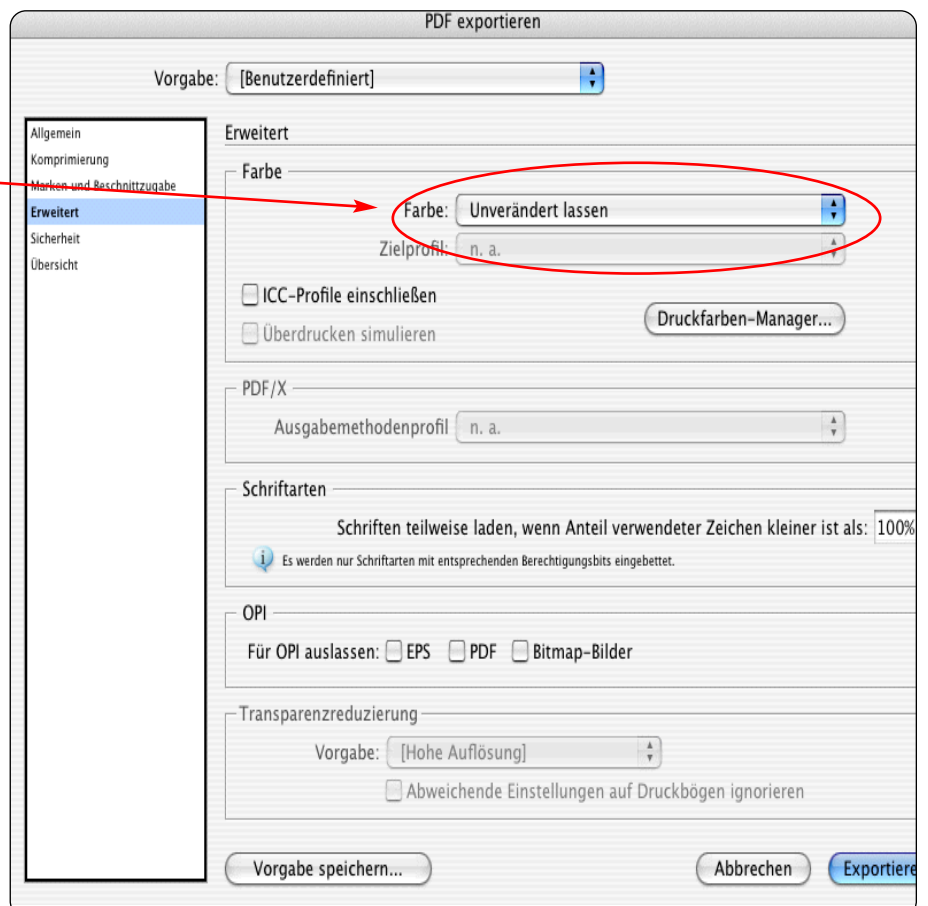 PDF exportieren
Vorgabe: [Benutzerdefiniert]
Allgemein
Komprimierung
Marken und Beschnittzugabe
Erweitert
Sicherheit
Übersicht
Erweitert
Farbe
Farbe: Unverändert lassen
Zielprofil: n. a.
ICC-Profile einschließen
Druckfarben-Manager...
Überdrucken simulieren
PDF/X
Ausgabemethodenprofil n. a.
Schriftarten
Schriften teilweise laden, wenn Anteil verwendeter Zeichen kleiner ist als: 100%
i Es werden nur Schriftarten mit entsprechenden Berechtigungsbits eingebettet.
OPI
Für OPI auslassen: EPS PDF Bitmap-Bilder
Transparenzreduzierung
Vorgabe: [Hohe Auflösung]
Abweichende Einstellungen auf Druckbögen ignorieren
Vorgabe speichern... Abbrechen Exportiere